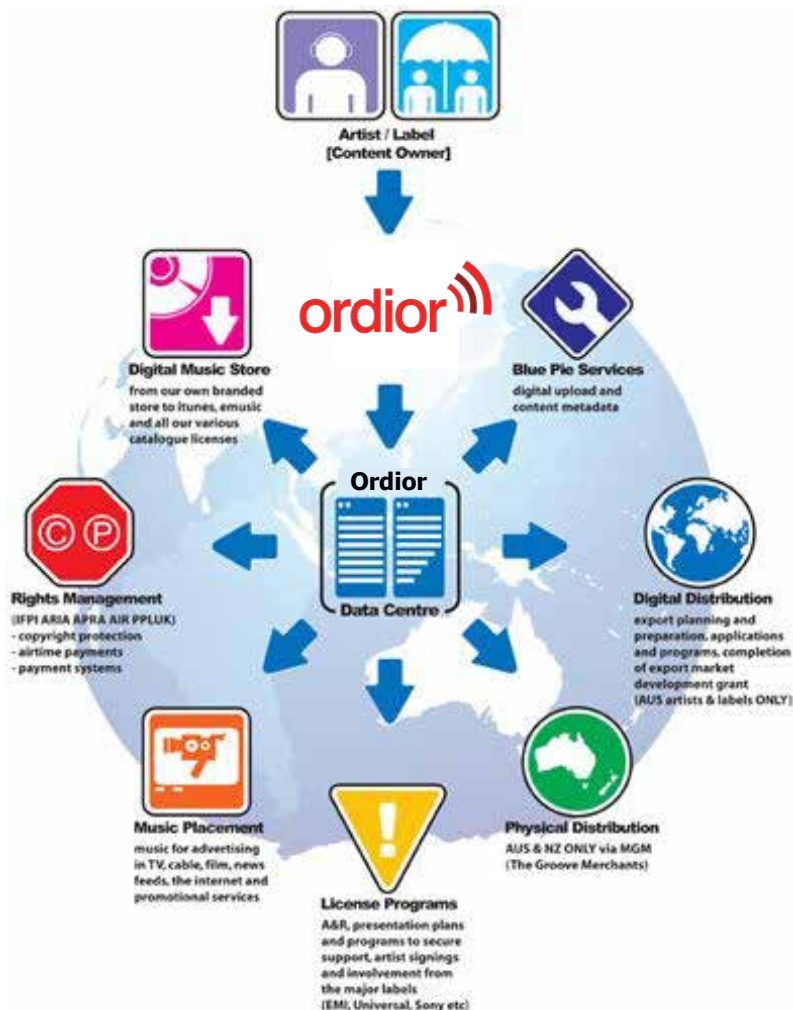 Artist / Label
[Content Owner]
ordior
Digital Music Store
from our own branded
store to itunes, emusic
and all our various
catalogue licenses
Blue Pie Services
digital upload and
content metadata
Ordior
Data Centre
C P
Rights Management
(IFPI ARIA APRA AIR PPLUK)
- copyright protection
- airtime payments
- payment systems
Digital Distribution
export planning and
preparation, applications
and programs, completion
of export market
development grant
(AUS artists & labels ONLY)
Music Placement
music for advertising
in TV, cable, film, news
feeds, the internet and
promotional services
!
License Programs
A&R, presentation plans
and programs to secure
support, artist signings
and involvement from
the major labels
(EMI, Universal, Sony etc)
Physical Distribution
AUS & NZ ONLY via MGM
(The Groove Merchants)